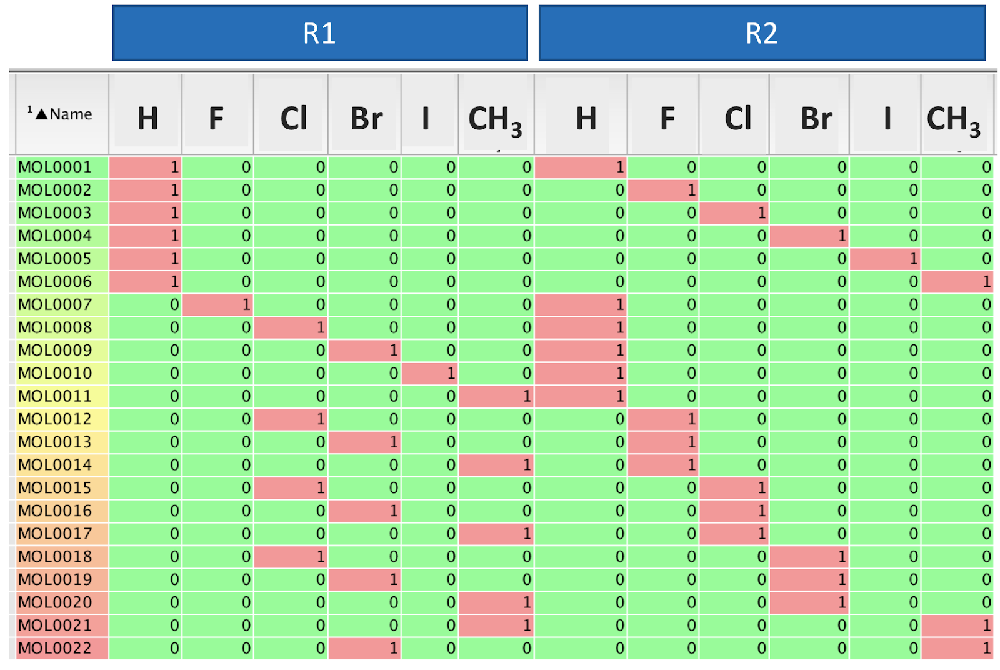 R1 R2
1▲Name H F Cl Br I CH3 H F Cl Br I CH3
MOL0001 1 0 0 0 0 0 1 0 0 0 0 0
MOL0002 1 0 0 0 0 0 0 1 0 0 0 0
MOL0003 1 0 0 0 0 0 0 0 1 0 0 0
MOL0004 1 0 0 0 0 0 0 0 0 1 0 0
MOL0005 1 0 0 0 0 0 0 0 0 0 1 0
MOL0006 1 0 0 0 0 0 0 0 0 0 0 1
MOL0007 0 1 0 0 0 0 1 0 0 0 0 0
MOL0008 0 0 1 0 0 0 1 0 0 0 0 0
MOL0009 0 0 0 1 0 0 1 0 0 0 0 0
MOL0010 0 0 0 0 1 0 1 0 0 0 0 0
MOL0011 0 0 0 0 0 1 1 0 0 0 0 0
MOL0012 0 0 1 0 0 0 0 1 0 0 0 0
MOL0013 0 0 0 1 0 0 0 1 0 0 0 0
MOL0014 0 0 0 0 0 1 0 1 0 0 0 0
MOL0015 0 0 1 0 0 0 0 0 1 0 0 0
MOL0016 0 0 0 1 0 0 0 0 1 0 0 0
MOL0017 0 0 0 0 0 1 0 0 1 0 0 0
MOL0018 0 0 1 0 0 0 0 0 0 1 0 0
MOL0019 0 0 0 1 0 0 0 0 0 1 0 0
MOL0020 0 0 0 0 0 1 0 0 0 1 0 0
MOL0021 0 0 0 0 0 1 0 0 0 0 0 1
MOL0022 0 0 0 1 0 0 0 0 0 0 0 1